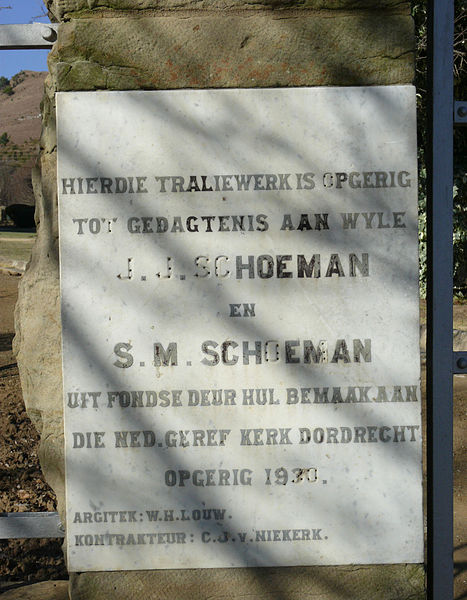 HIERDIE TRALIEWERK IS OPGERIG
TOT GEDAGTENIS AAN WYLE
J. J. SCHOEMAN
EN
S. M. SCHOEMAN
UIT FONDSE DEUR HUL BEMAAK AAN
DIE NED. GEREF KERK DORDRECHT
OPGERIG 1930.
ARGITEK: W. H. LOUW.
KONTRAKTEUR: C. J. v. NIEKERK.